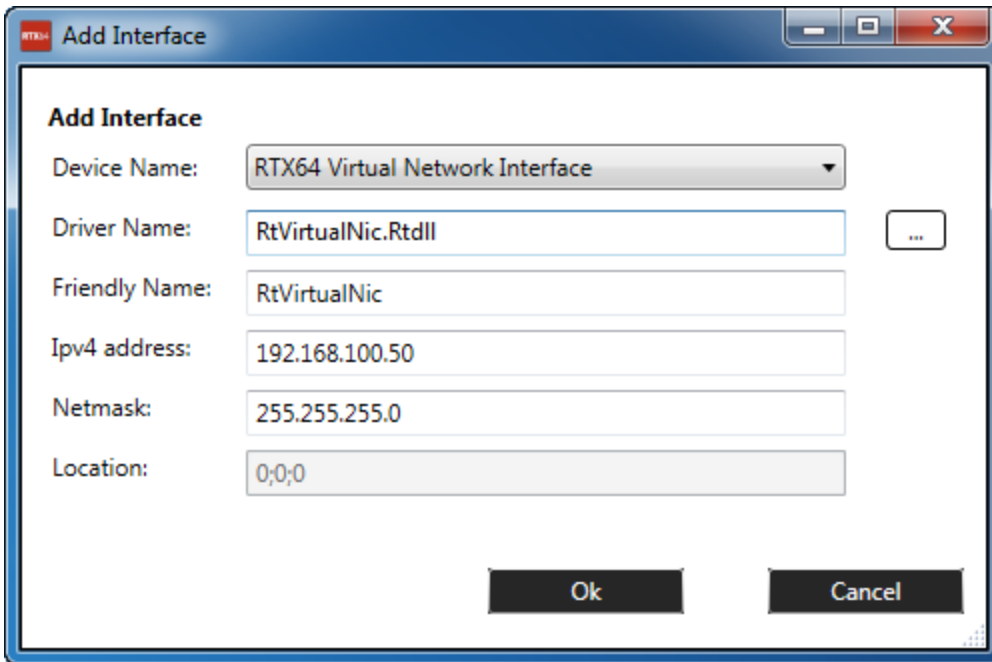 RTX64 Add Interface
Add Interface
Device Name: RTX64 Virtual Network Interface
Driver Name: RtVirtualNic.Rtdll ...
Friendly Name: RtVirtualNic
Ipv4 address: 192.168.100.50
Netmask: 255.255.255.0
Location: 0;0;0
Ok Cancel